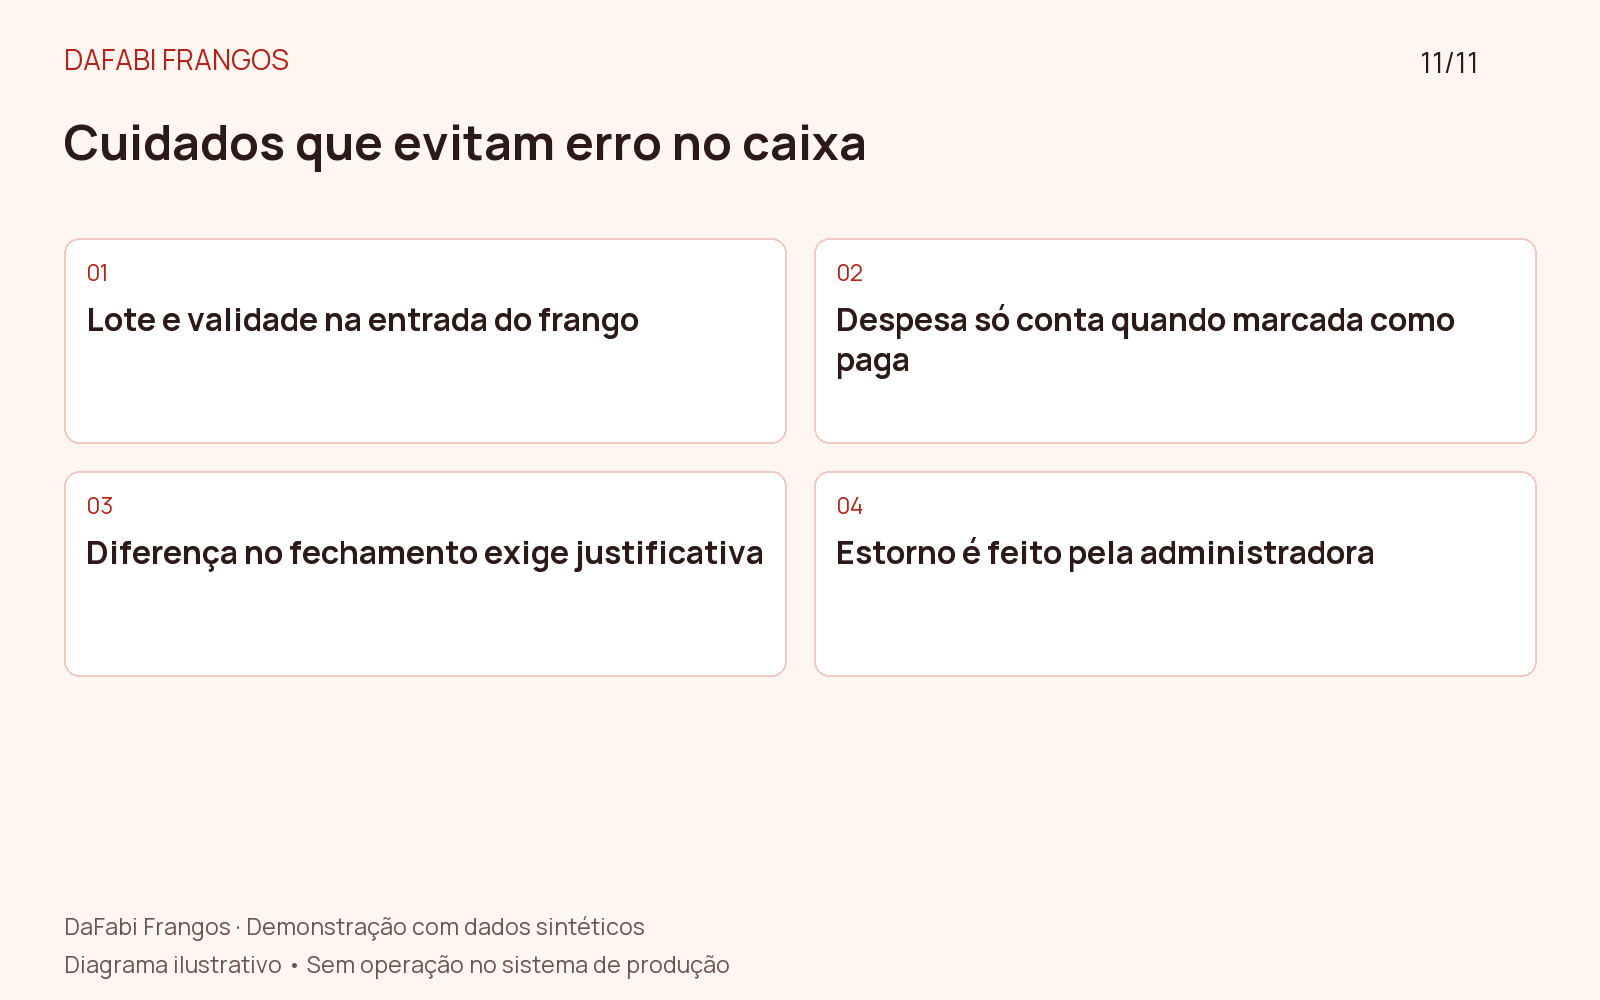 DAFABI FRANGOS
11/11
Cuidados que evitam erro no caixa
01
Lote e validade na entrada do frango
02
Despesa só conta quando marcada como
paga
03
Diferença no fechamento exige justificativa
04
Estorno é feito pela administradora
DaFabi Frangos · Demonstração com dados sintéticos
Diagrama ilustrativo • Sem operação no sistema de produção